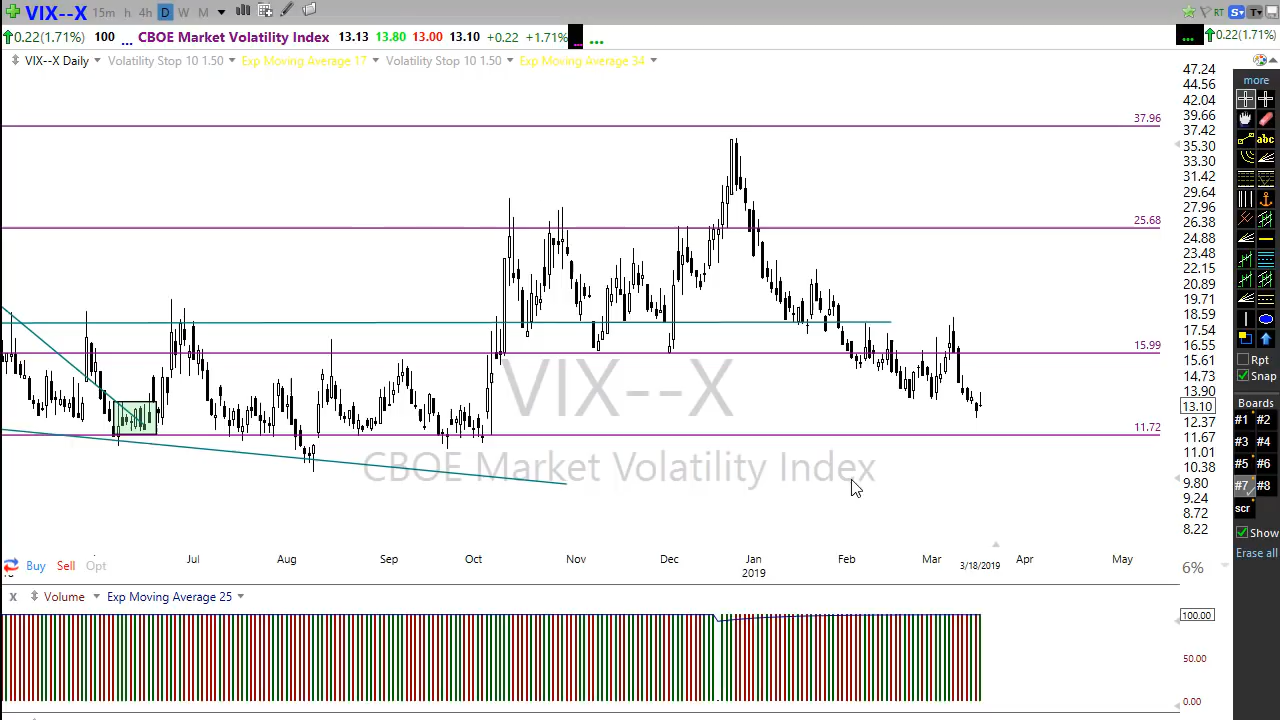 VIX--X 15m h 4h D W M RT S T
0.22(1.71%) 100 ... CBOE Market Volatility Index 13.13 13.80 13.00 13.10 +0.22 +1.71% ... 0.22(1.71%)
VIX--X Daily Volatility Stop 10 1.50 Exp Moving Average 17 Volatility Stop 10 1.50 Exp Moving Average 34
47.24
more
44.56
42.04
39.66
37.96
37.42
abc
35.30
33.30
31.42
29.64
27.96
25.68
26.38
24.88
23.48
22.15
20.89
19.71
18.59
17.54
15.99
16.55
15.61
Rpt
14.73
Snap
13.90
13.10
Boards
12.37
#1 #2
11.72
11.67
#3 #4
11.01
10.38
#5 #6
9.80
#7 #8
9.24
8.72
scr
8.22
Show
Erase all
VIX--X
CBOE Market Volatility Index
Jul Aug Sep Oct Nov Dec Jan Feb Mar Apr May
2019
3/18/2019
Buy Sell Opt
6%
x Volume Exp Moving Average 25
100.00
50.00
0.00